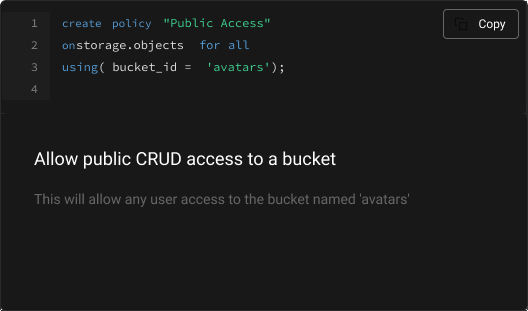 1 create policy "Public Access"
2 onstorage.objects for all
3 using( bucket_id = 'avatars');
4
Copy
Allow public CRUD access to a bucket
This will allow any user access to the bucket named 'avatars'